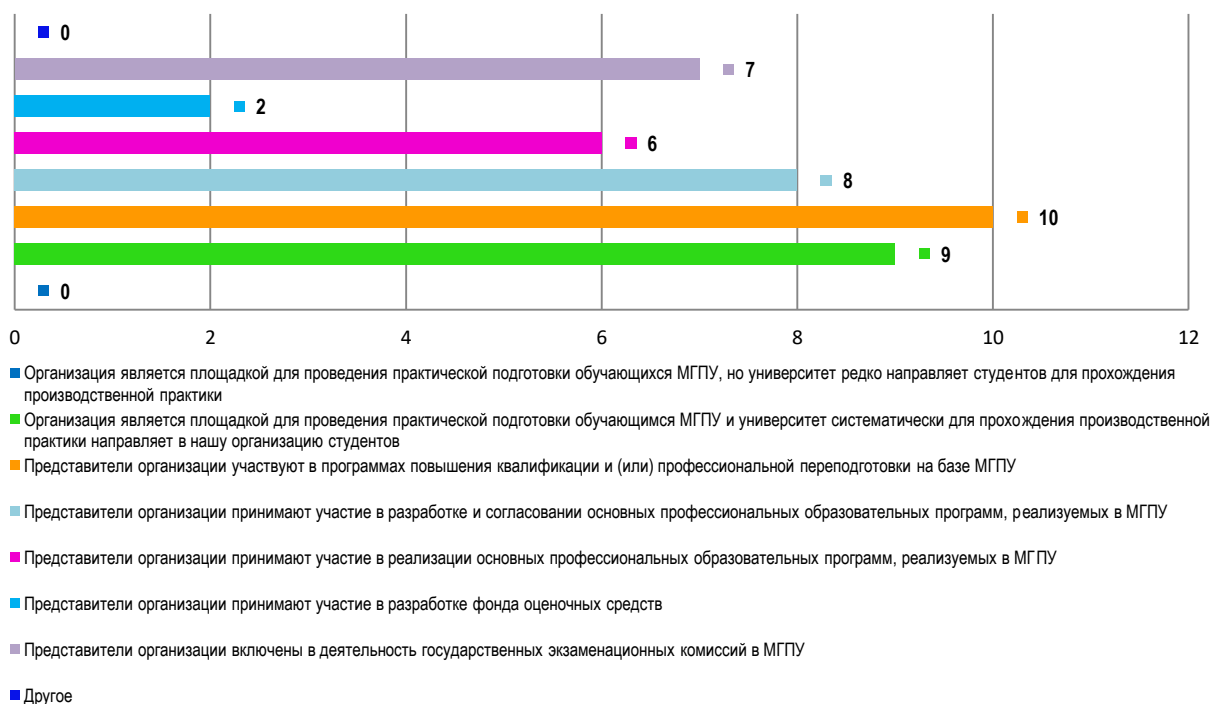 0
7
2
6
8
10
9
0
0 2 4 6 8 10 12
Организация является площадкой для проведения практической подготовки обучающихся МГПУ, но университет редко направляет студентов для прохождения
производственной практики
Организация является площадкой для проведения практической подготовки обучающимся МГПУ и университет систематически для прохождения производственной
практики направляет в нашу организацию студентов
Представители организации участвуют в программах повышения квалификации и (или) профессиональной переподготовки на базе МГПУ
Представители организации принимают участие в разработке и согласовании основных профессиональных образовательных программ, реализуемых в МГПУ
Представители организации принимают участие в реализации основных профессиональных образовательных программ, реализуемых в МГПУ
Представители организации принимают участие в разработке фонда оценочных средств
Представители организации включены в деятельность государственных экзаменационных комиссий в МГПУ
Другое